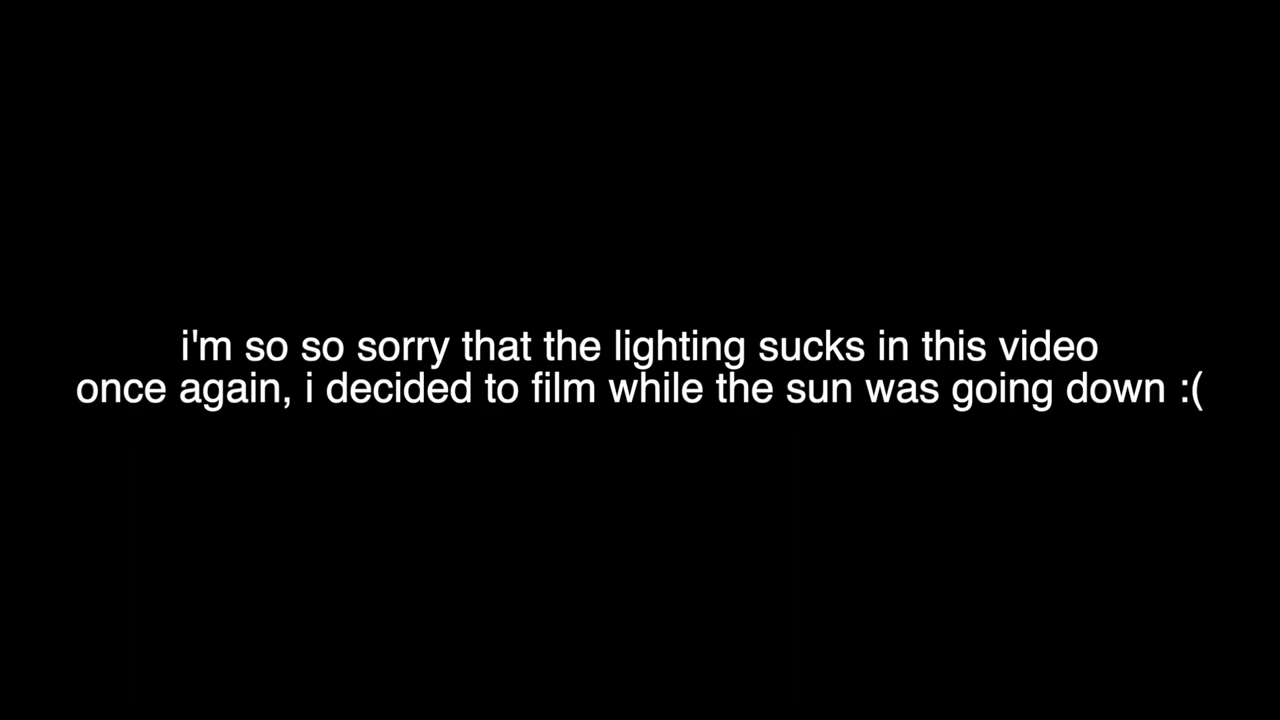 i'm so so sorry that the lighting sucks in this video
once again, i decided to film while the sun was going down :(